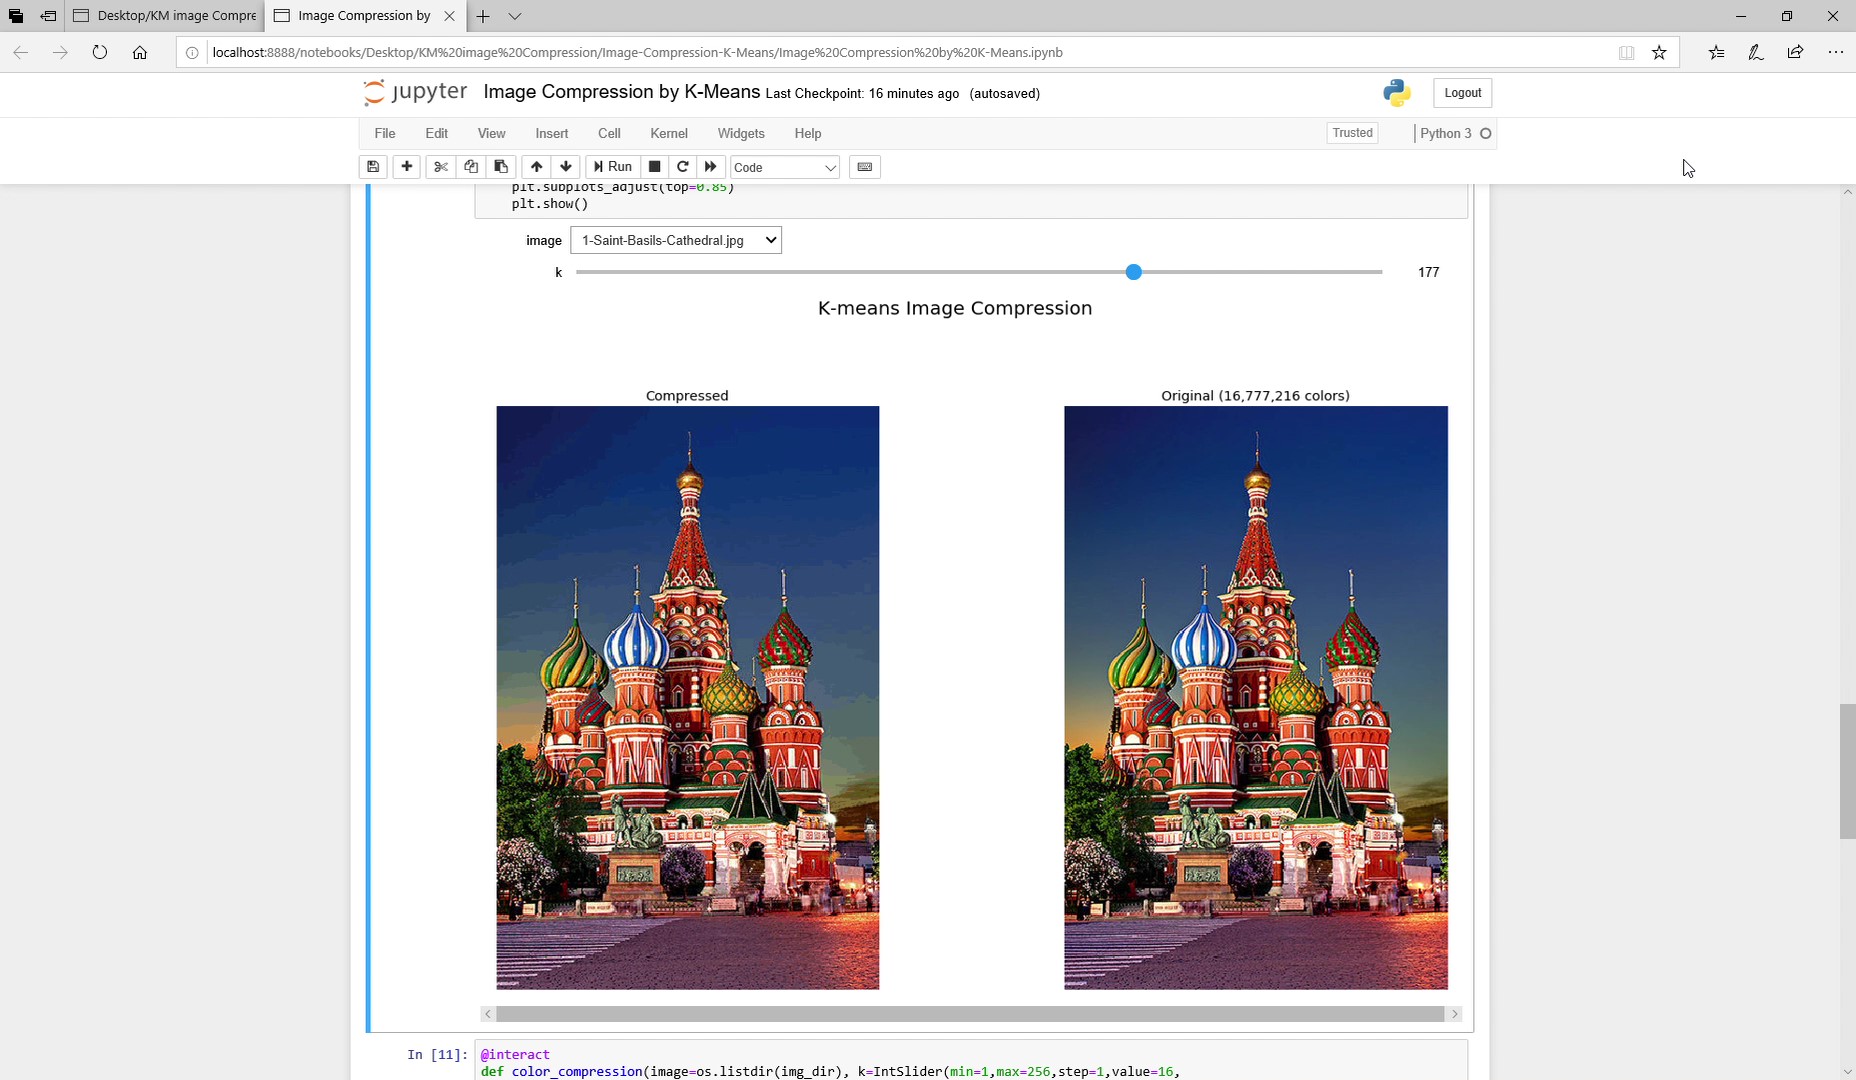 Desktop/KM image Compre
Image Compression by
localhost:8888/notebooks/Desktop/KM%20image%20Compression/Image-Compression-K-Means/Image%20Compression%20by%20K-Means.ipynb
jupyter Image Compression by K-Means Last Checkpoint: 16 minutes ago (autosaved)
Logout
File Edit View Insert Cell Kernel Widgets Help
Trusted
Python 3
Run
Code
plt.subplots_adjust(top=0.85)
plt.show()
image 1-Saint-Basils-Cathedral.jpg
k 177
K-means Image Compression
Compressed
Original (16,777,216 colors)
In [11]: @interact
def color_compression(image=os.listdir(img_dir), k=IntSlider(min=1,max=256,step=1,value=16,